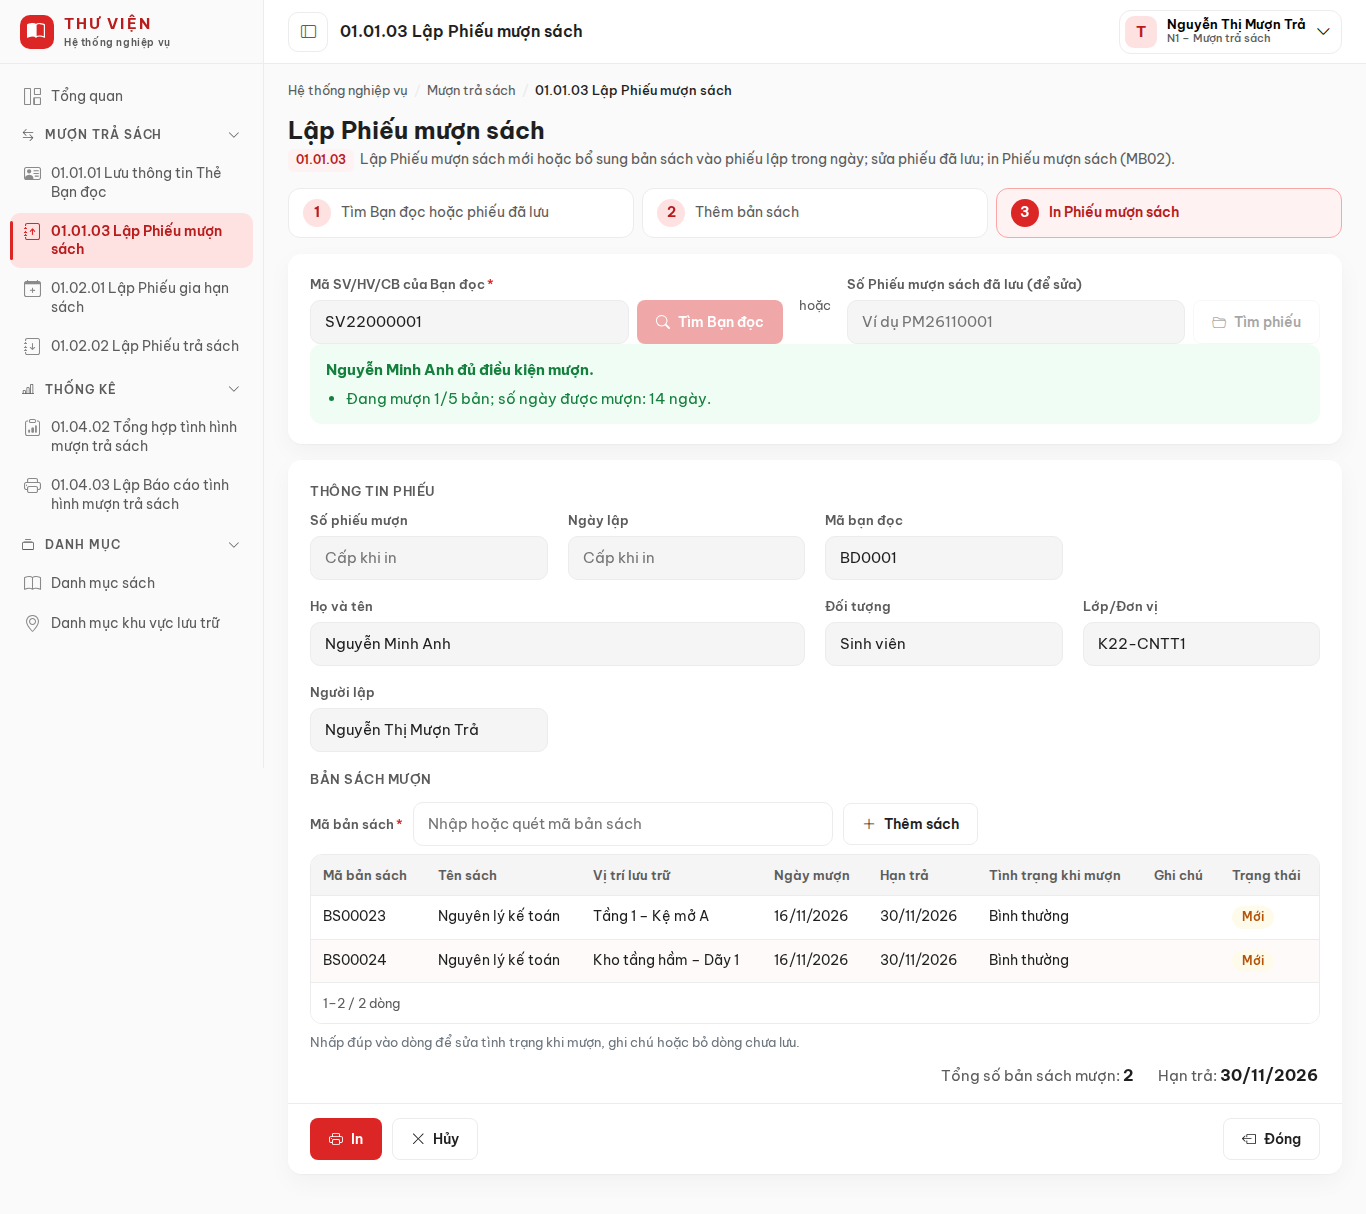 THƯ VIỆN
Hệ thống nghiệp vụ
01.01.03 Lập Phiếu mượn sách
T
Nguyễn Thị Mượn Trả
N1 – Mượn trả sách
Tổng quan
MƯỢN TRẢ SÁCH
01.01.01 Lưu thông tin Thẻ
Bạn đọc
01.01.03 Lập Phiếu mượn
sách
01.02.01 Lập Phiếu gia hạn
sách
01.02.02 Lập Phiếu trả sách
THỐNG KÊ
01.04.02 Tổng hợp tình hình
mượn trả sách
01.04.03 Lập Báo cáo tình
hình mượn trả sách
DANH MỤC
Danh mục sách
Danh mục khu vực lưu trữ
Hệ thống nghiệp vụ / Mượn trả sách / 01.01.03 Lập Phiếu mượn sách
Lập Phiếu mượn sách
01.01.03 Lập Phiếu mượn sách mới hoặc bổ sung bản sách vào phiếu lập trong ngày; sửa phiếu đã lưu; in Phiếu mượn sách (MB02).
1 Tìm Bạn đọc hoặc phiếu đã lưu
2 Thêm bản sách
3 In Phiếu mượn sách
Mã SV/HV/CB của Bạn đọc *
SV22000001
Tìm Bạn đọc
hoặc
Số Phiếu mượn sách đã lưu (để sửa)
Ví dụ PM26110001
Tìm phiếu
Nguyễn Minh Anh đủ điều kiện mượn.
• Đang mượn 1/5 bản; số ngày được mượn: 14 ngày.
THÔNG TIN PHIẾU
Số phiếu mượn
Cấp khi in
Ngày lập
Cấp khi in
Mã bạn đọc
BD0001
Họ và tên
Nguyễn Minh Anh
Đối tượng
Sinh viên
Lớp/Đơn vị
K22-CNTT1
Người lập
Nguyễn Thị Mượn Trả
BẢN SÁCH MƯỢN
Mã bản sách *
Nhập hoặc quét mã bản sách
Thêm sách
Mã bản sách Tên sách Vị trí lưu trữ Ngày mượn Hạn trả Tình trạng khi mượn Ghi chú Trạng thái
BS00023 Nguyên lý kế toán Tầng 1 – Kệ mở A 16/11/2026 30/11/2026 Bình thường Mới
BS00024 Nguyên lý kế toán Kho tầng hầm – Dãy 1 16/11/2026 30/11/2026 Bình thường Mới
1–2 / 2 dòng
Nhấp đúp vào dòng để sửa tình trạng khi mượn, ghi chú hoặc bỏ dòng chưa lưu.
Tổng số bản sách mượn: 2 Hạn trả: 30/11/2026
In
Hủy
Đóng